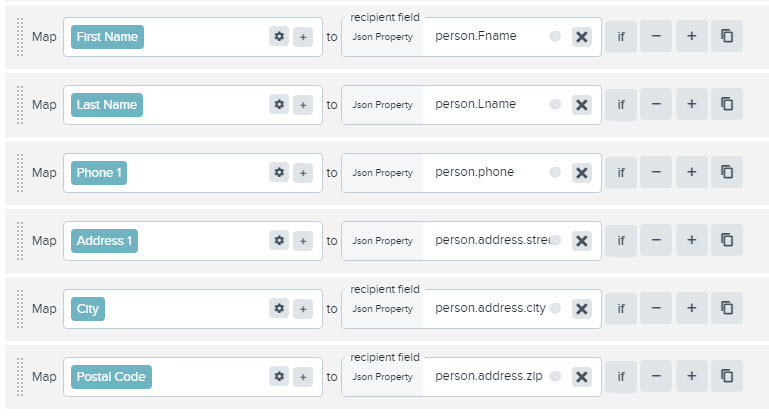 recipient field
Map First Name + to Json Property person.Fname if − +
Map Last Name + to Json Property person.Lname if − +
Map Phone 1 + to Json Property person.phone if − +
Map Address 1 + to Json Property person.address.stree if − +
recipient field
Map City + to Json Property person.address.city if − +
recipient field
Map Postal Code + to Json Property person.address.zip if − +